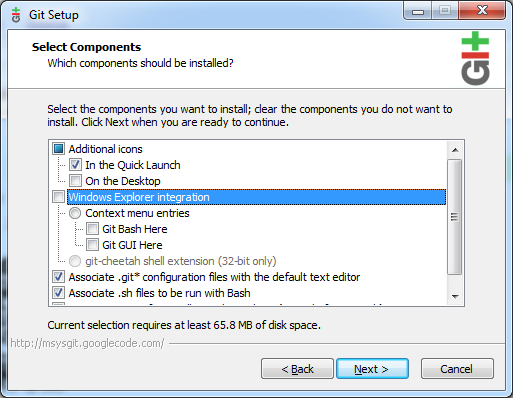 Git Setup
Select Components
Which components should be installed?
Git
Select the components you want to install; clear the components you do not want to
install. Click Next when you are ready to continue.
Additional icons
In the Quick Launch
On the Desktop
Windows Explorer integration
Context menu entries
Git Bash Here
Git GUI Here
git-cheetah shell extension (32-bit only)
Associate .git* configuration files with the default text editor
Associate .sh files to be run with Bash
Current selection requires at least 65.8 MB of disk space.
http://msysgit.googlecode.com/
< Back
Next >
Cancel